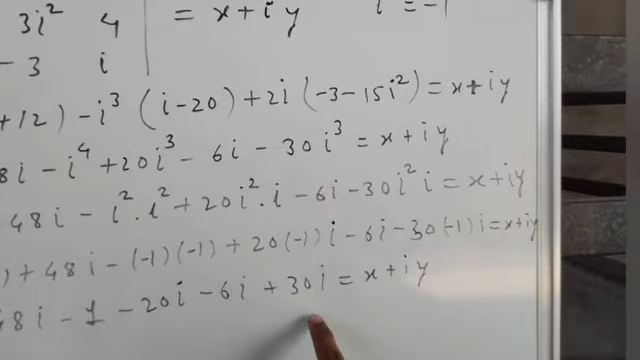 3i² 4 | = x + iy i = -1
- 3 i |
+12) - i³ (i - 20) + 2i (-3 - 15i²) = x + iy
8i - i⁴ + 20i³ - 6i - 30i³ = x + iy
48i - i² . i² + 20i² . i - 6i - 30i² i = x + iy
) + 48i - (-1)(-1) + 20(-1)i - 6i - 30(-1)i = x + iy
48i - 1 - 20i - 6i + 30i = x + iy